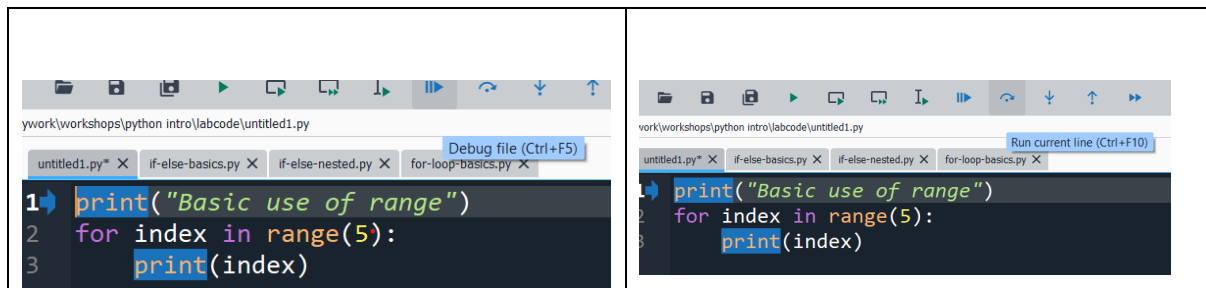 ywork\workshops\python intro\labcode\untitled1.py
Debug file (Ctrl+F5)
untitled1.py* X if-else-basics.py X if-else-nested.py X for-loop-basics.py X
1 print("Basic use of range")
2 for index in range(5):
3 print(index)
work\workshops\python intro\labcode\untitled1.py
Run current line (Ctrl+F10)
untitled1.py* X if-else-basics.py X if-else-nested.py X for-loop-basics.py X
1 print("Basic use of range")
2 for index in range(5):
3 print(index)